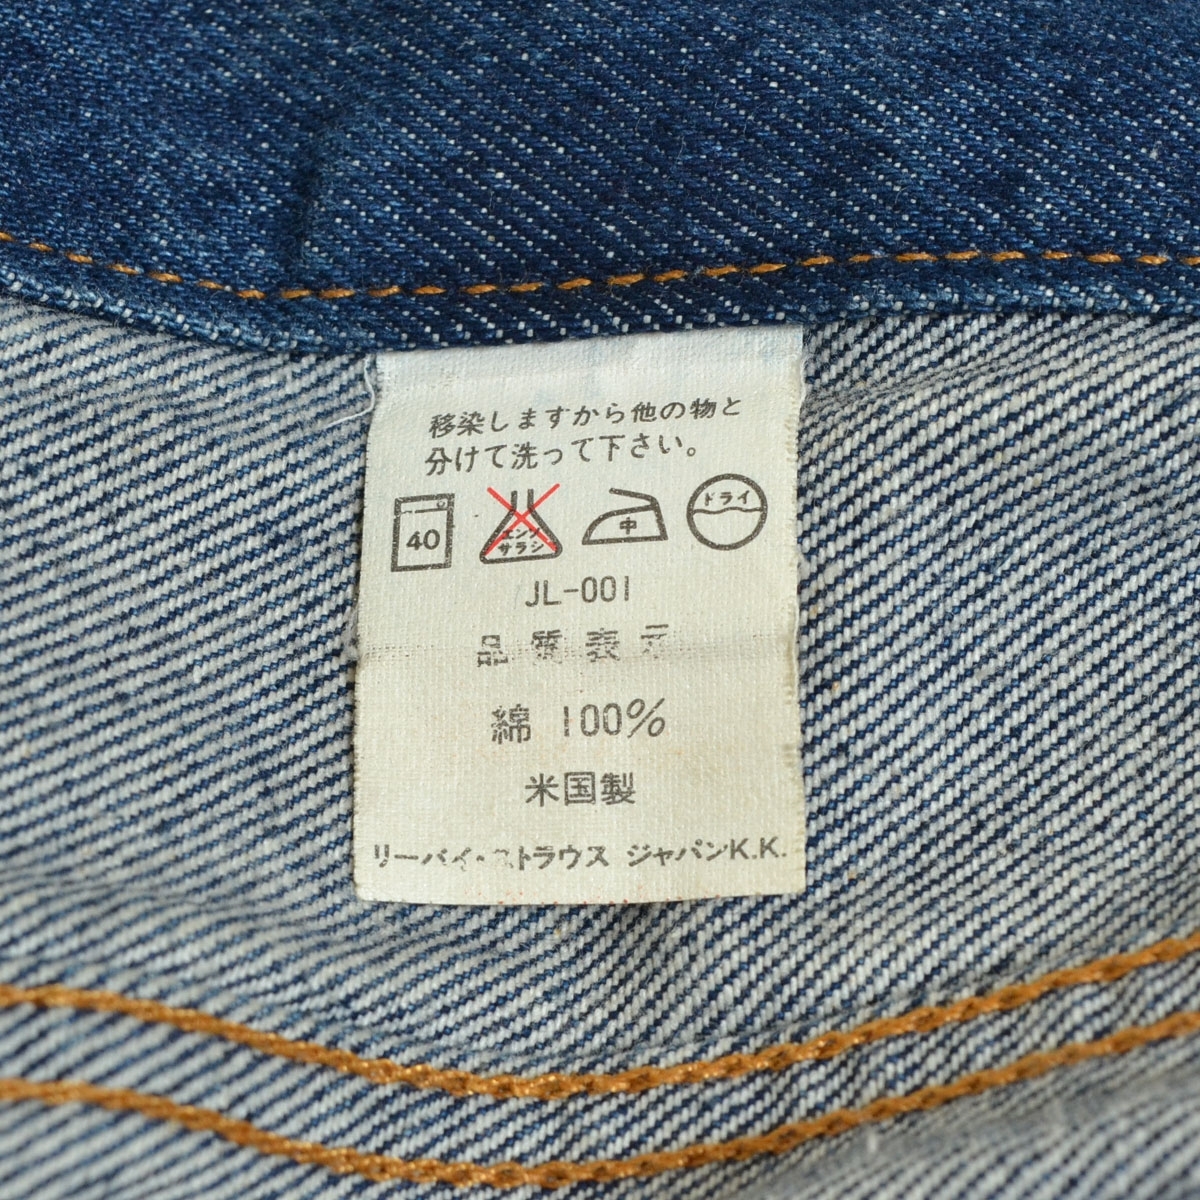 移染しますから他の物と
分けて洗って下さい。
40 エンソ サラシ 中 ドライ
JL-001
品質表示
綿 100%
米国製
リーバイ・ストラウス ジャパンK.K.